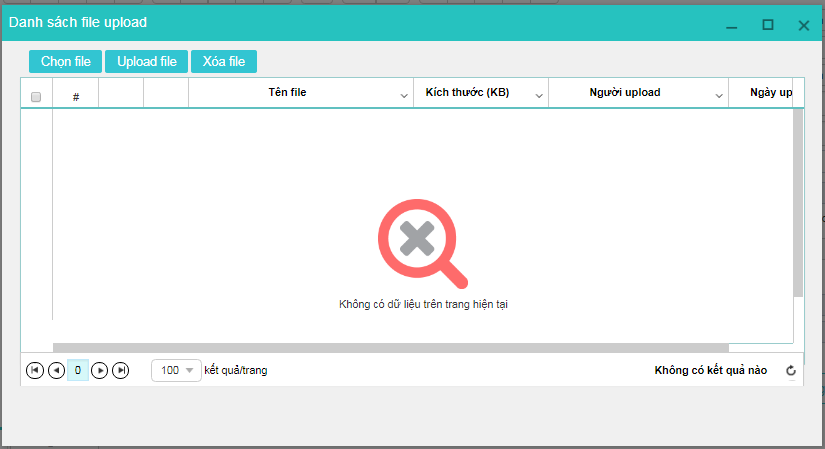 Danh sách file upload
Chọn file Upload file Xóa file
# Tên file Kích thước (KB) Người upload Ngày up
Không có dữ liệu trên trang hiện tại
0 100 kết quả/trang Không có kết quả nào